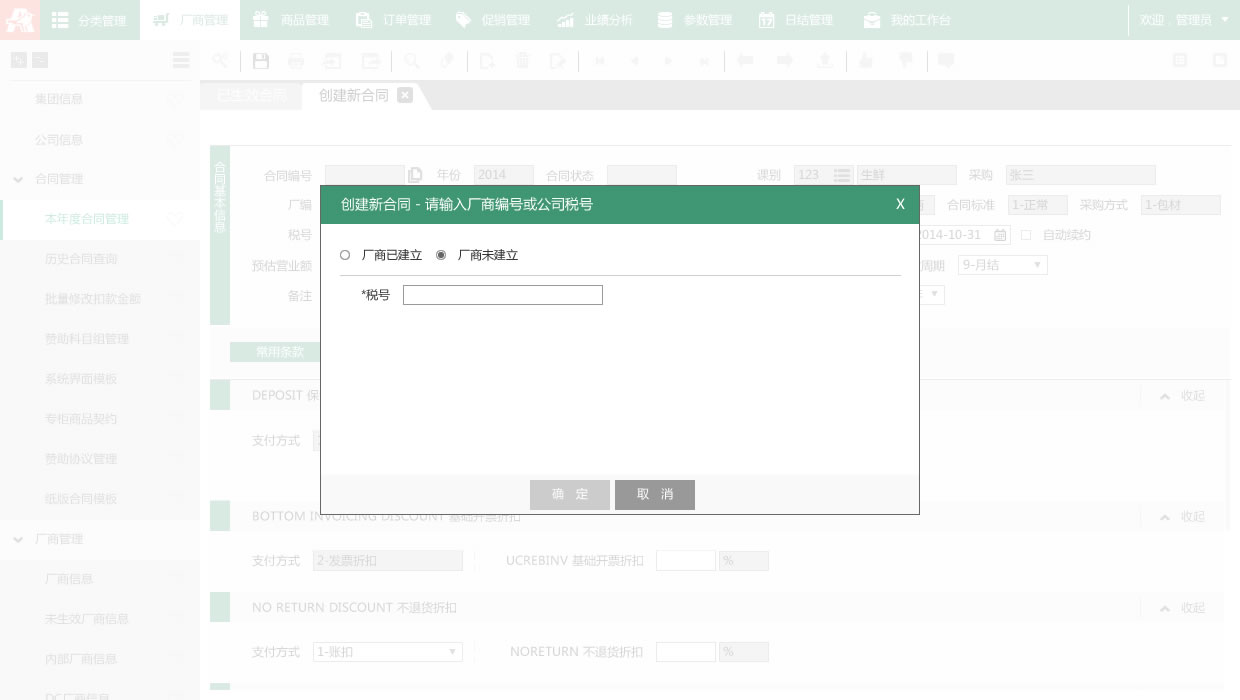 分类管理 厂商管理 商品管理 订单管理 促销管理 业绩分析 参数管理 日结管理 我的工作台 欢迎，管理员
已生效合同 创建新合同
集团信息
公司信息
合同管理
本年度合同管理
历史合同查询
批量修改扣款金额
赞助科目组管理
系统界面模板
专柜商品契约
赞助协议管理
纸版合同模板
厂商管理
厂商信息
未生效厂商信息
内部厂商信息
DC厂商信息
合同基本信息
合同编号 年份 2014 合同状态 课别 123 生鲜 采购 张三
厂编 合同标准 1-正常 采购方式 1-包材
税号 2014-10-31 自动续约
预估营业额 周期 9-月结
备注
创建新合同 - 请输入厂商编号或公司税号 X
厂商已建立 厂商未建立
*税号
确 定 取 消
常用条款
DEPOSIT 保 收起
支付方式
BOTTOM INVOICING DISCOUNT 基础开票折扣 收起
支付方式 2-发票折扣 UCREBINV 基础开票折扣 %
NO RETURN DISCOUNT 不退货折扣 收起
支付方式 1-账扣 NORETURN 不退货折扣 %